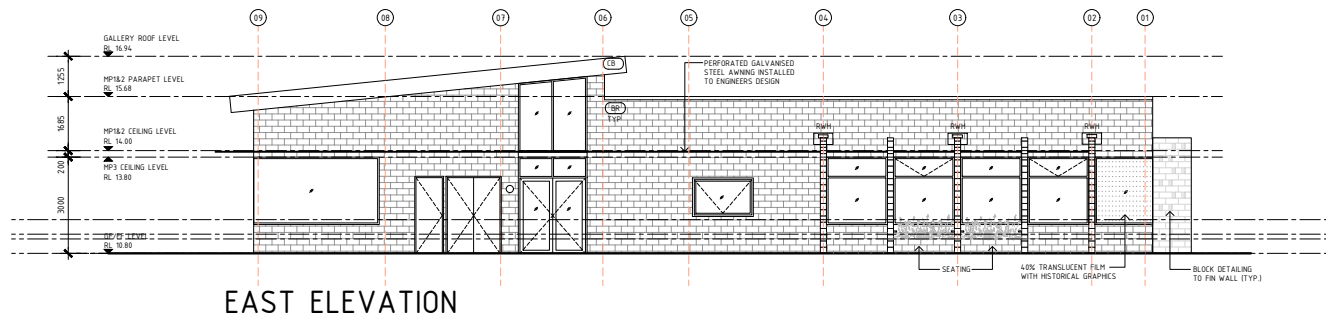 09 08 07 06 05 04 03 02 01
GALLERY ROOF LEVEL
RL 16.94
CB
PERFORATED GALVANISED
STEEL AWNING INSTALLED
TO ENGINEERS DESIGN
1255
MP1&2 PARAPET LEVEL
RL 15.68
BR
TYP
1685
RWH RWH RWH
MP1&2 CEILING LEVEL
RL 14.00
200
MP3 CEILING LEVEL
RL 13.80
3000
RL 10.80
SEATING
40% TRANSLUCENT FILM
WITH HISTORICAL GRAPHICS
BLOCK DETAILING
TO FIN WALL (TYP.)
EAST ELEVATION